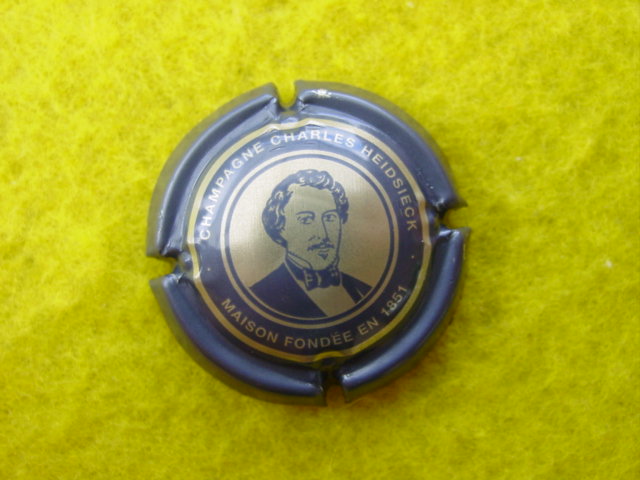 CHAMPAGNE CHARLES HEIDSIECK
MAISON FONDÉE EN 1851